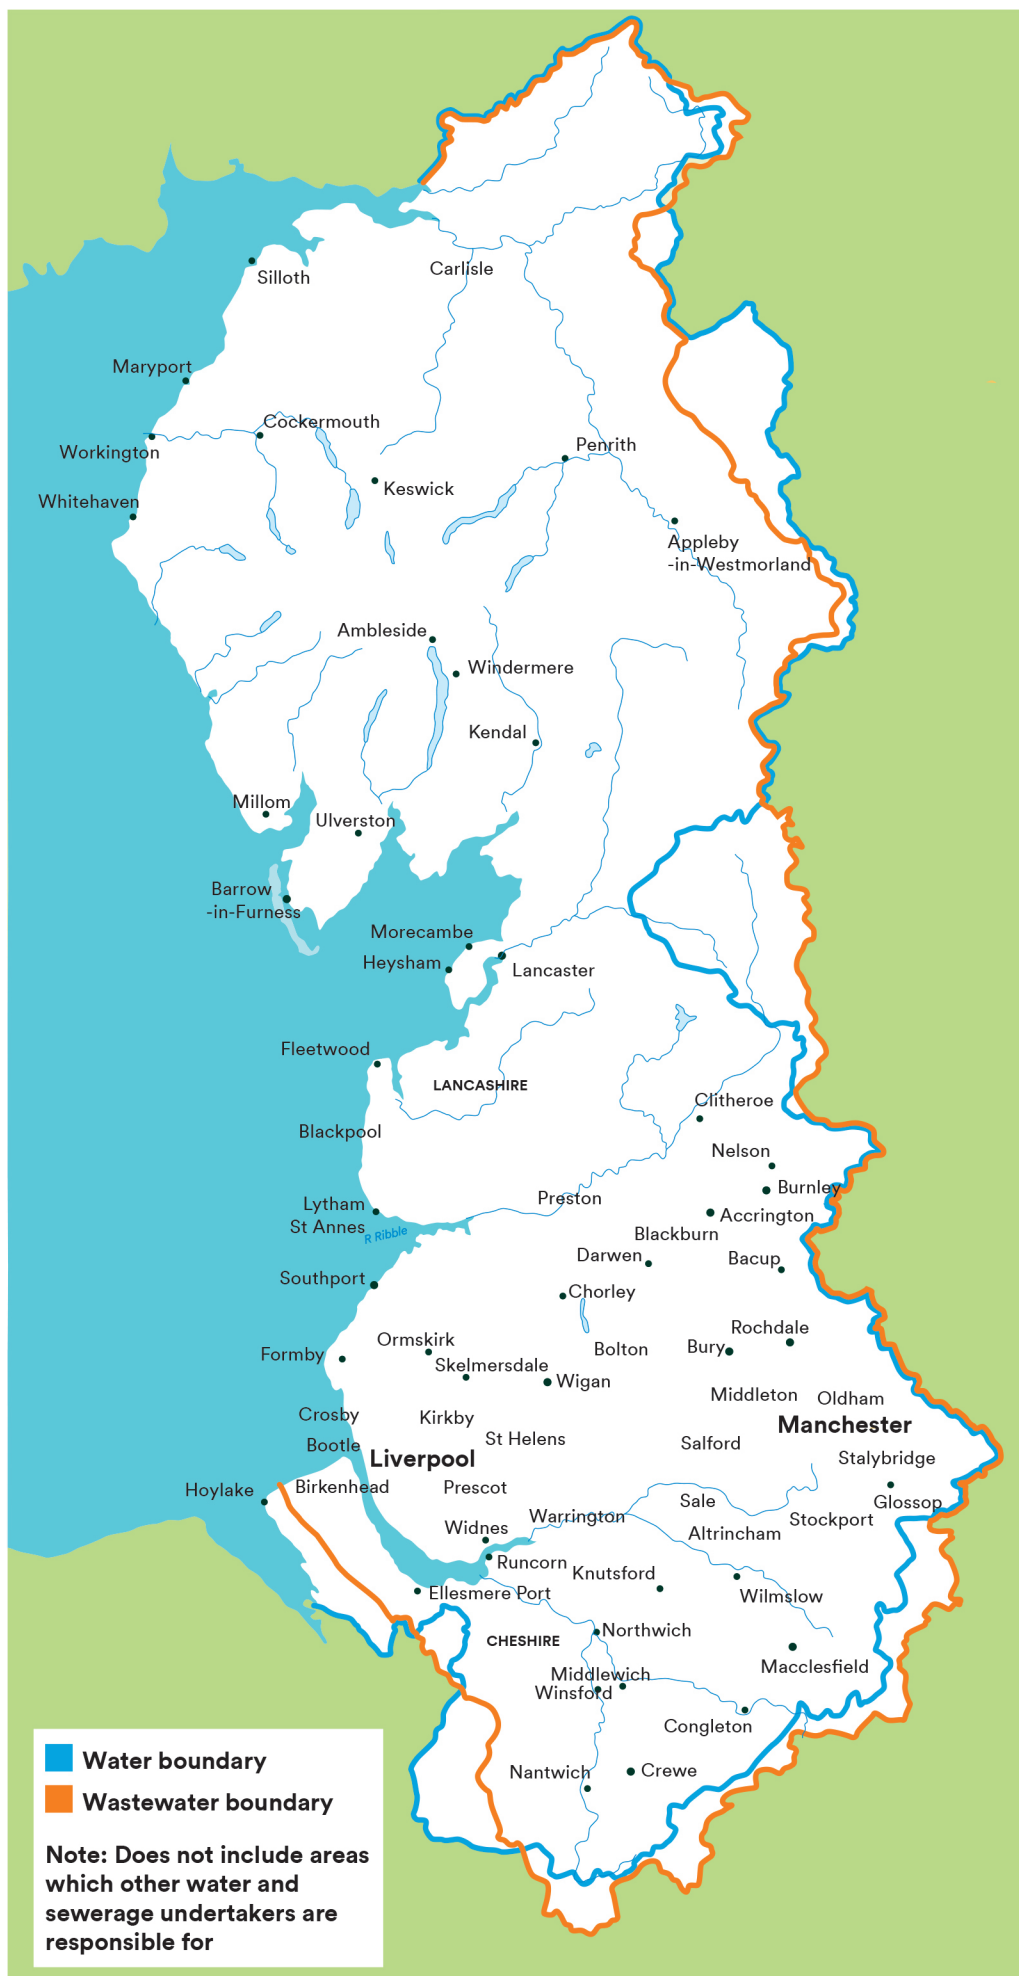 Carlisle
Silloth
Maryport
Cockermouth
Workington
Penrith
Keswick
Whitehaven
Appleby
-in-Westmorland
Ambleside
Windermere
Kendal
Millom
Ulverston
Barrow
-in-Furness
Morecambe
Heysham
Lancaster
Fleetwood
LANCASHIRE
Clitheroe
Blackpool
Nelson
Burnley
Preston
Lytham
St Annes
R Ribble
Accrington
Blackburn
Darwen
Bacup
Southport
Chorley
Rochdale
Ormskirk
Bolton
Bury
Formby
Skelmersdale
Wigan
Middleton
Oldham
Crosby
Kirkby
Manchester
St Helens
Salford
Bootle
Liverpool
Stalybridge
Hoylake
Birkenhead
Prescot
Sale
Glossop
Warrington
Stockport
Widnes
Altrincham
Runcorn
Knutsford
Ellesmere Port
Wilmslow
Northwich
CHESHIRE
Macclesfield
Middlewich
Winsford
Congleton
Nantwich
Crewe
Water boundary
Wastewater boundary
Note: Does not include areas
which other water and
sewerage undertakers are
responsible for